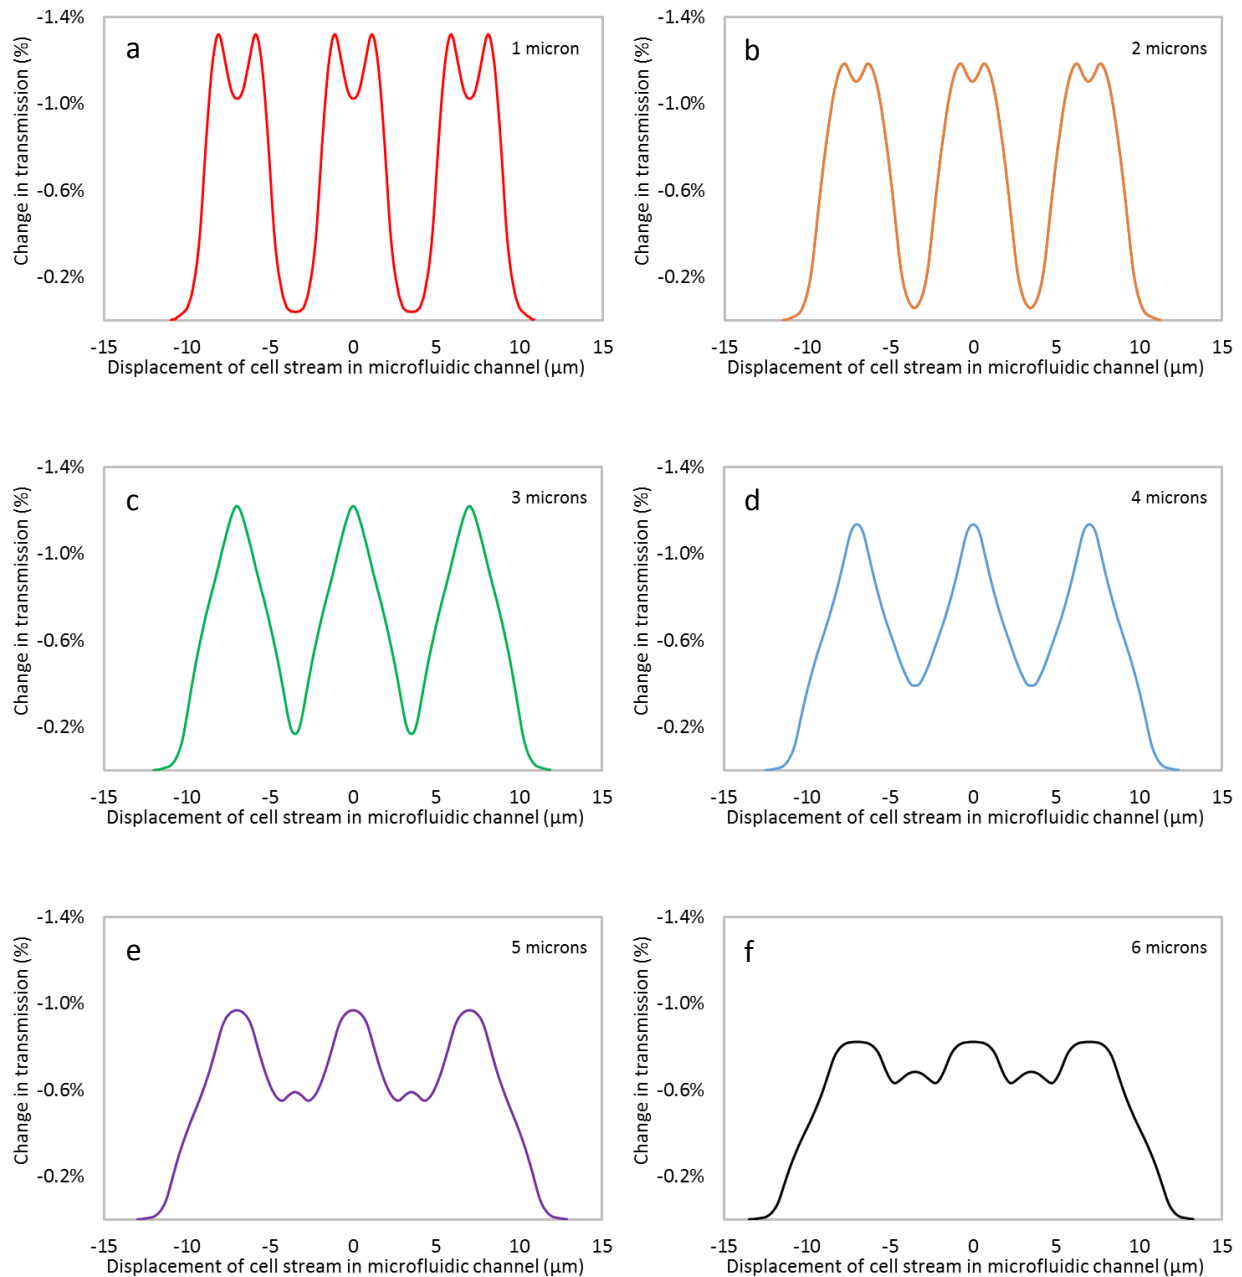 Change in transmission (%)
-1.4%
-1.0%
-0.6%
-0.2%
a
1 micron
-15 -10 -5 0 5 10 15
Displacement of cell stream in microfluidic channel (µm)
Change in transmission (%)
-1.4%
-1.0%
-0.6%
-0.2%
b
2 microns
-15 -10 -5 0 5 10 15
Displacement of cell stream in microfluidic channel (µm)
Change in transmission (%)
-1.4%
-1.0%
-0.6%
-0.2%
c
3 microns
-15 -10 -5 0 5 10 15
Displacement of cell stream in microfluidic channel (µm)
Change in transmission (%)
-1.4%
-1.0%
-0.6%
-0.2%
d
4 microns
-15 -10 -5 0 5 10 15
Displacement of cell stream in microfluidic channel (µm)
Change in transmission (%)
-1.4%
-1.0%
-0.6%
-0.2%
e
5 microns
-15 -10 -5 0 5 10 15
Displacement of cell stream in microfluidic channel (µm)
Change in transmission (%)
-1.4%
-1.0%
-0.6%
-0.2%
f
6 microns
-15 -10 -5 0 5 10 15
Displacement of cell stream in microfluidic channel (µm)